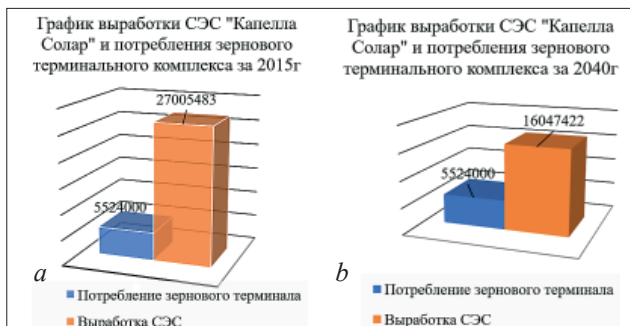 График выработки СЭС "Капелла
Солар" и потребления зернового
терминального комплекса за 2015г
27005483
5524000
a
Потребление зернового терминала
Выработка СЭС
График выработки СЭС "Капелла
Солар" и потребления зернового
терминального комплекса за 2040г
16047422
5524000
b
Потребление зернового терминала
Выработка СЭС